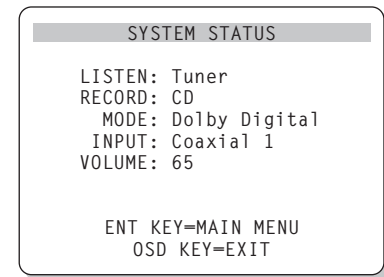 SYSTEM STATUS
LISTEN: Tuner
RECORD: CD
MODE: Dolby Digital
INPUT: Coaxial 1
VOLUME: 65
ENT KEY=MAIN MENU
OSD KEY=EXIT